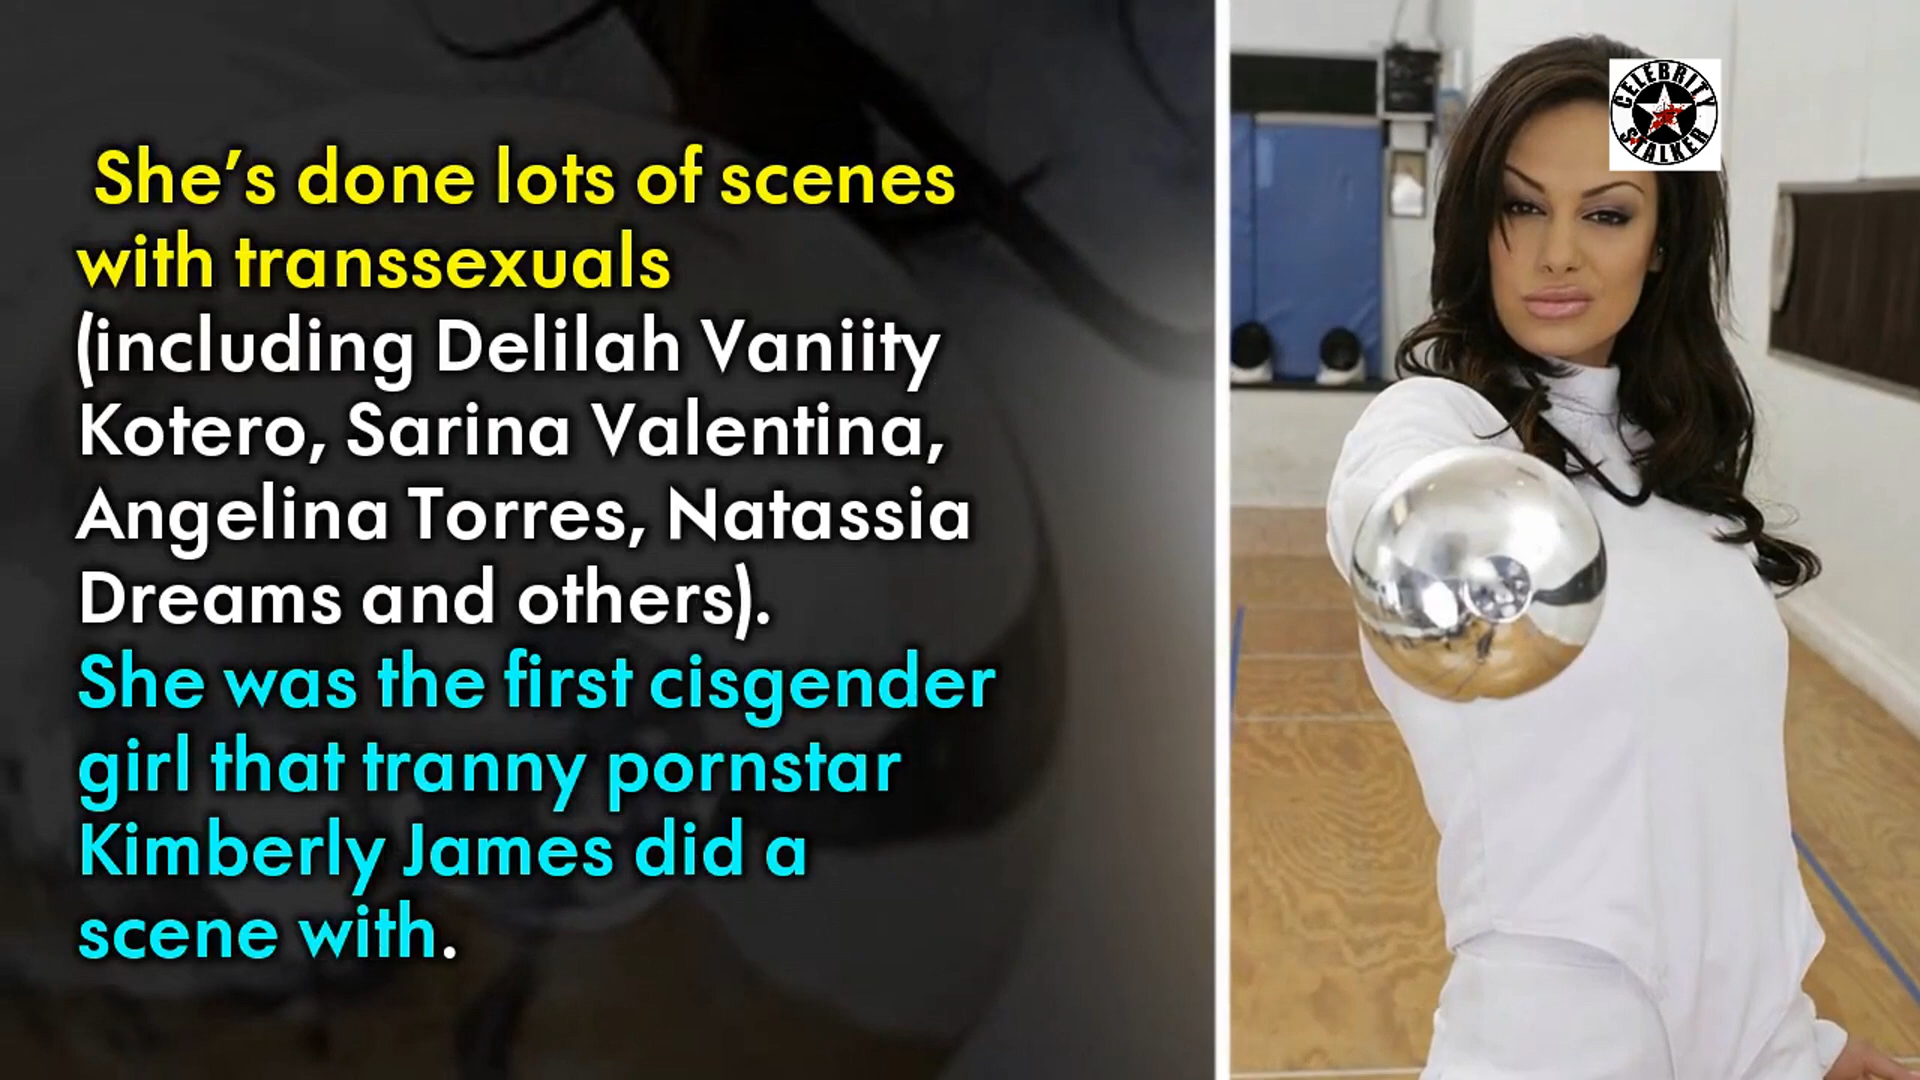 She’s done lots of scenes
with transsexuals
(including Delilah Vaniity
Kotero, Sarina Valentina,
Angelina Torres, Natassia
Dreams and others).
She was the first cisgender
girl that tranny pornstar
Kimberly James did a
scene with.
CELEBRITY
STALKER